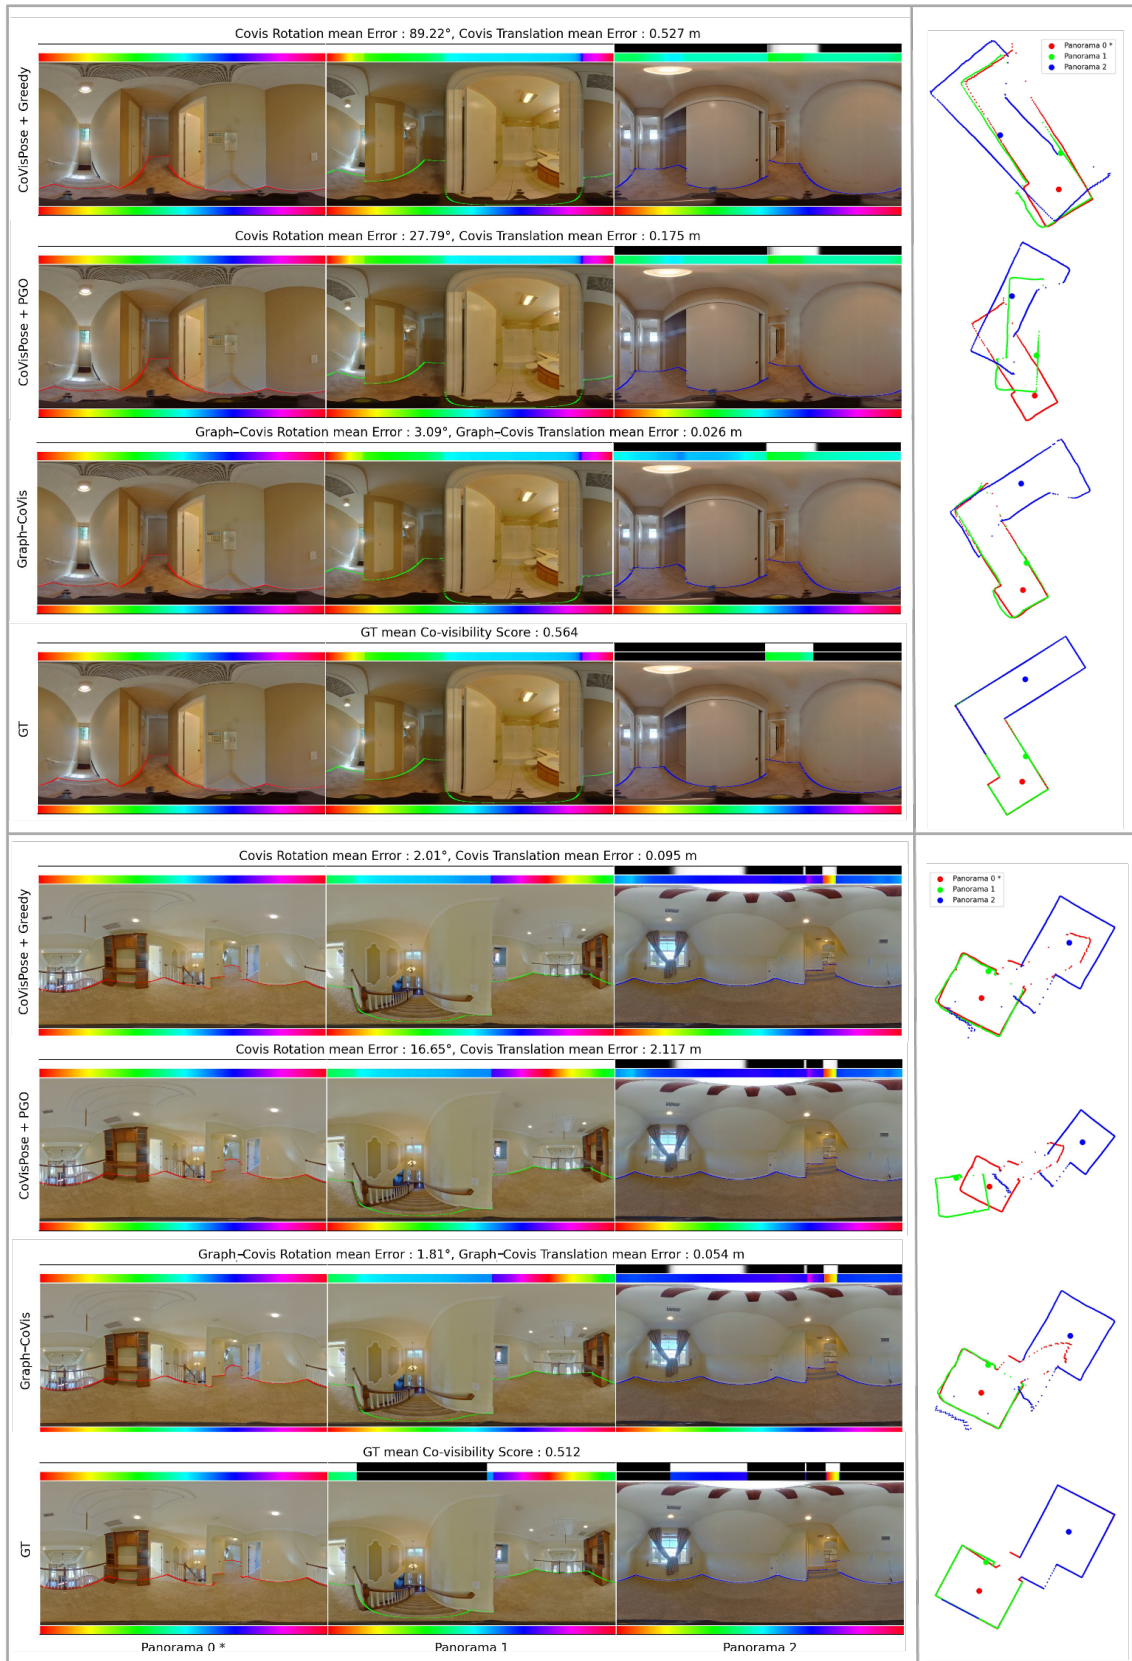 Covis Rotation mean Error : 89.22°, Covis Translation mean Error : 0.527 m
CoVisPose + Greedy
Panorama 0 *
Panorama 1
Panorama 2
Covis Rotation mean Error : 27.79°, Covis Translation mean Error : 0.175 m
CoVisPose + PGO
Graph-Covis Rotation mean Error : 3.09°, Graph-Covis Translation mean Error : 0.026 m
Graph-CoVis
GT mean Co-visibility Score : 0.564
GT
Covis Rotation mean Error : 2.01°, Covis Translation mean Error : 0.095 m
CoVisPose + Greedy
Panorama 0 *
Panorama 1
Panorama 2
Covis Rotation mean Error : 16.65°, Covis Translation mean Error : 2.117 m
CoVisPose + PGO
Graph-Covis Rotation mean Error : 1.81°, Graph-Covis Translation mean Error : 0.054 m
Graph-CoVis
GT mean Co-visibility Score : 0.512
GT
Panorama 0 *
Panorama 1
Panorama 2